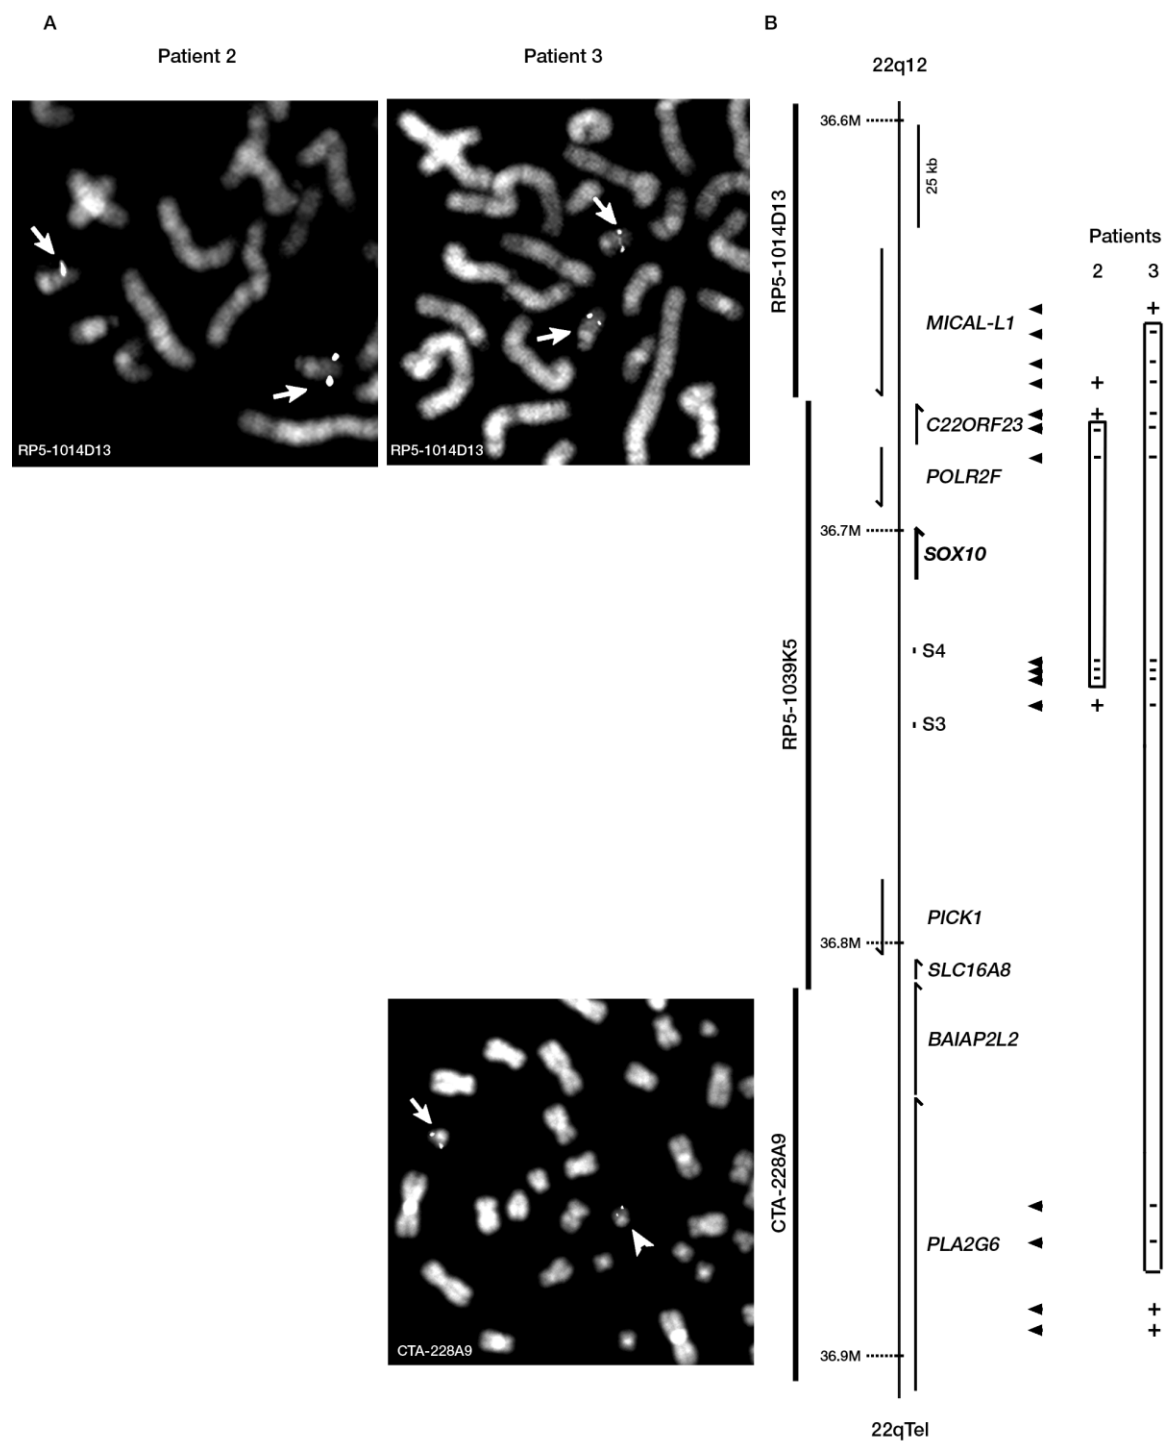 A
B
Patient 2
Patient 3
22q12
RP5-1014D13
RP5-1014D13
RP5-1014D13
36.6M
25 kb
Patients
2 3
MICAL-L1
+
-
-
+ -
C22ORF23
+ -
- -
POLR2F
- -
36.7M
SOX10
RP5-1039K5
S4
- -
- -
- -
S3
+ -
PICK1
36.8M
SLC16A8
BAIAP2L2
CTA-228A9
CTA-228A9
PLA2G6
-
-
+
+
36.9M
22qTel